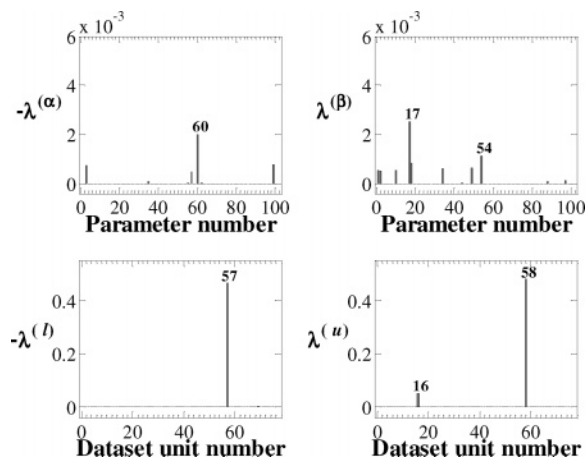 x 10⁻³
6
4
2
0
-λ(α)
60
0 20 40 60 80 100
Parameter number
x 10⁻³
6
4
2
0
λ(β)
17
54
0 20 40 60 80 100
Parameter number
0.4
0.2
0
-λ(l)
57
0 20 40 60
Dataset unit number
0.4
0.2
0
λ(u)
16
58
0 20 40 60
Dataset unit number